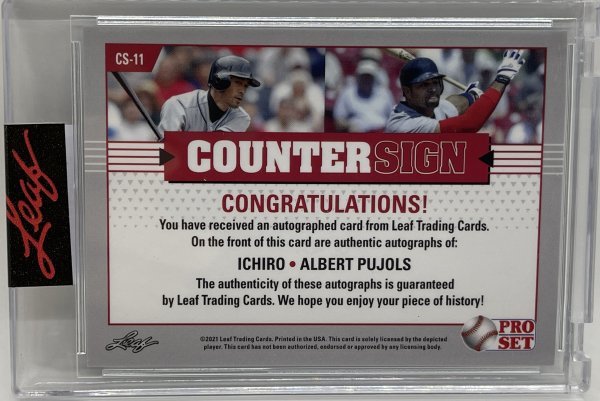 CS-11
COUNTERSIGN
CONGRATULATIONS!
You have received an autographed card from Leaf Trading Cards.
On the front of this card are authentic autographs of:
ICHIRO • ALBERT PUJOLS
The authenticity of these autographs is guaranteed
by Leaf Trading Cards. We hope you enjoy your piece of history!
Leaf
©2021 Leaf Trading Cards. Printed in the USA. This card is solely licensed by the depicted
player. This card has not been authorized, endorsed or approved by any licensing body.
PRO
SET
Leaf